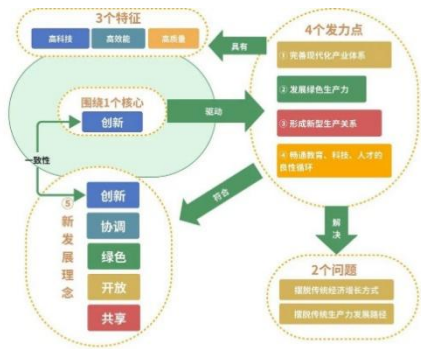 3个特征
高科技
高效能
高质量
具有
4个发力点
① 完善现代化产业体系
② 发展绿色生产力
③ 形成新型生产关系
④ 畅通教育、科技、人才的
良性循环
围绕1个核心
创新
驱动
一致性
⑤
新发展理念
创新
协调
绿色
开放
共享
符合
解决
2个问题
摆脱传统经济增长方式
摆脱传统生产力发展路径